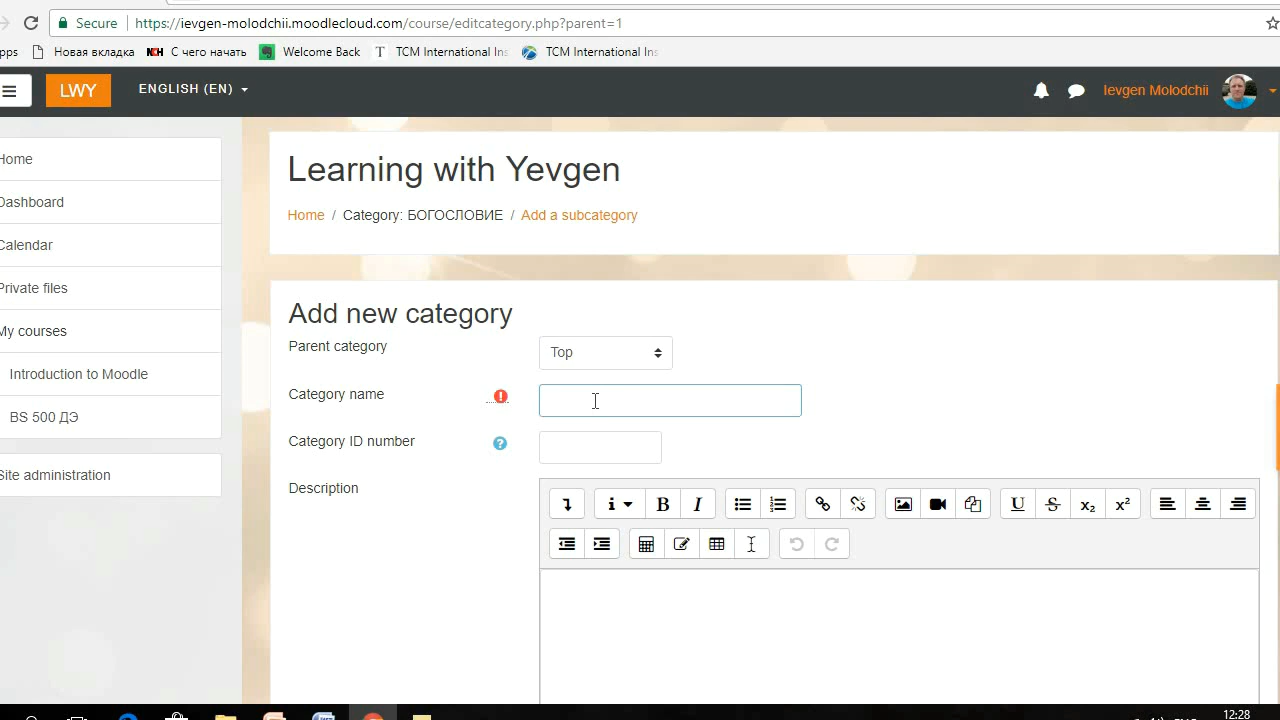 Secure https://ievgen-molodchii.moodlecloud.com/course/editcategory.php?parent=1
pps Новая вкладка NCH С чего начать Welcome Back T TCM International Ins TCM International Ins
LWY ENGLISH (EN) Ievgen Molodchii
Home
Dashboard
Calendar
Private files
My courses
Introduction to Moodle
BS 500 ДЭ
Site administration
Learning with Yevgen
Home / Category: БОГОСЛОВИЕ / Add a subcategory
Add new category
Parent category Top
Category name
Category ID number
Description
12:28